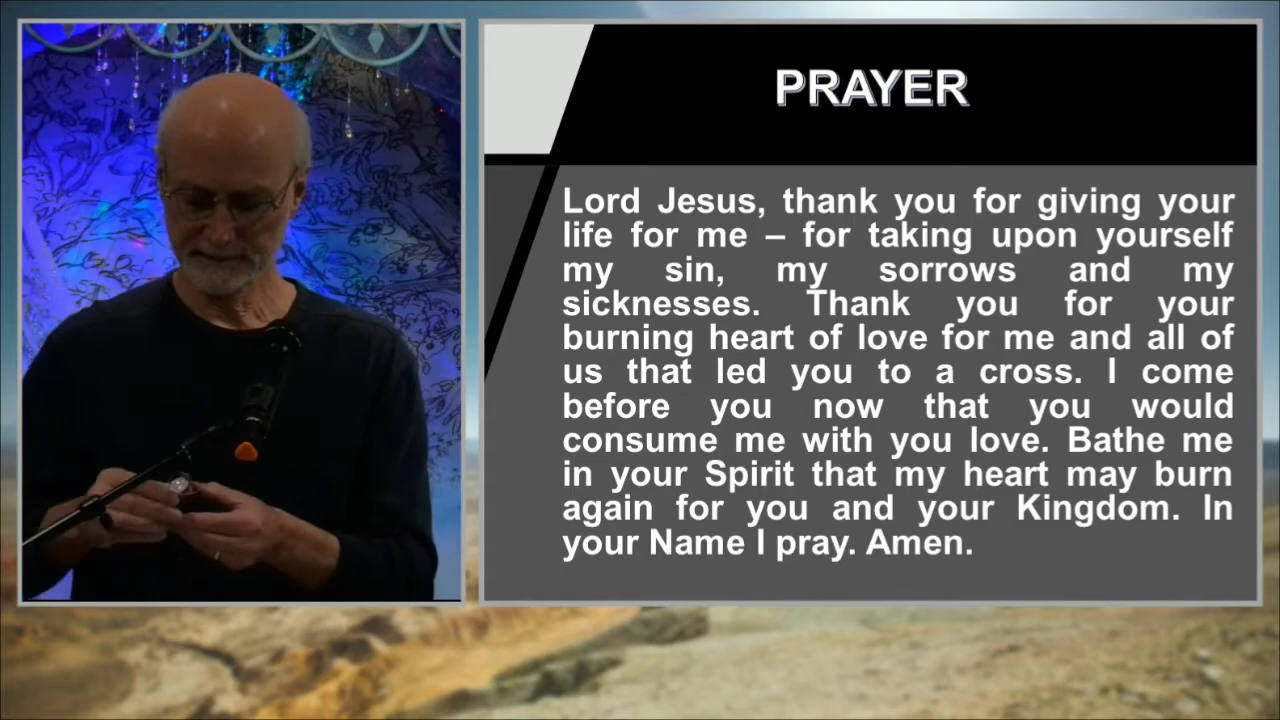 PRAYER
Lord Jesus, thank you for giving your
life for me – for taking upon yourself
my sin, my sorrows and my
sicknesses. Thank you for your
burning heart of love for me and all of
us that led you to a cross. I come
before you now that you would
consume me with you love. Bathe me
in your Spirit that my heart may burn
again for you and your Kingdom. In
your Name I pray. Amen.